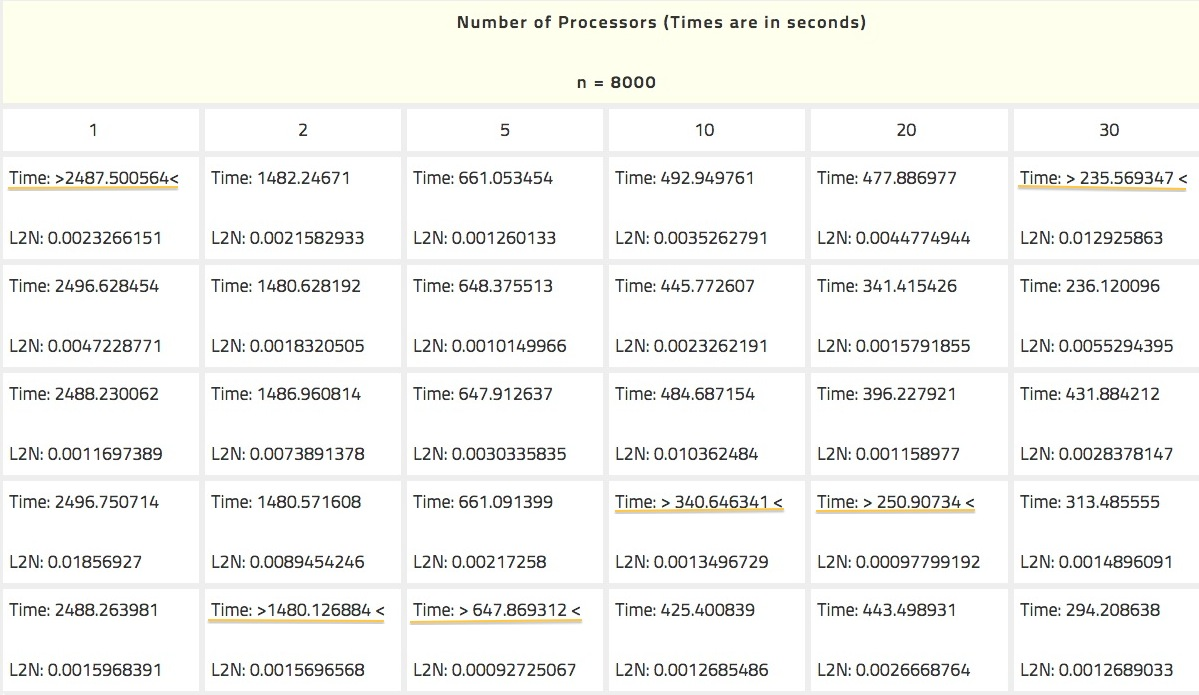 Number of Processors (Times are in seconds)
n = 8000
1 2 5 10 20 30
Time: >2487.500564< Time: 1482.24671 Time: 661.053454 Time: 492.949761 Time: 477.886977 Time: > 235.569347 <
L2N: 0.0023266151 L2N: 0.0021582933 L2N: 0.001260133 L2N: 0.0035262791 L2N: 0.0044774944 L2N: 0.012925863
Time: 2496.628454 Time: 1480.628192 Time: 648.375513 Time: 445.772607 Time: 341.415426 Time: 236.120096
L2N: 0.0047228771 L2N: 0.0018320505 L2N: 0.0010149966 L2N: 0.0023262191 L2N: 0.0015791855 L2N: 0.0055294395
Time: 2488.230062 Time: 1486.960814 Time: 647.912637 Time: 484.687154 Time: 396.227921 Time: 431.884212
L2N: 0.0011697389 L2N: 0.0073891378 L2N: 0.0030335835 L2N: 0.010362484 L2N: 0.001158977 L2N: 0.0028378147
Time: 2496.750714 Time: 1480.571608 Time: 661.091399 Time: > 340.646341 < Time: > 250.90734 < Time: 313.485555
L2N: 0.01856927 L2N: 0.0089454246 L2N: 0.00217258 L2N: 0.0013496729 L2N: 0.00097799192 L2N: 0.0014896091
Time: 2488.263981 Time: >1480.126884 < Time: > 647.869312 < Time: 425.400839 Time: 443.498931 Time: 294.208638
L2N: 0.0015968391 L2N: 0.0015696568 L2N: 0.00092725067 L2N: 0.0012685486 L2N: 0.0026668764 L2N: 0.0012689033